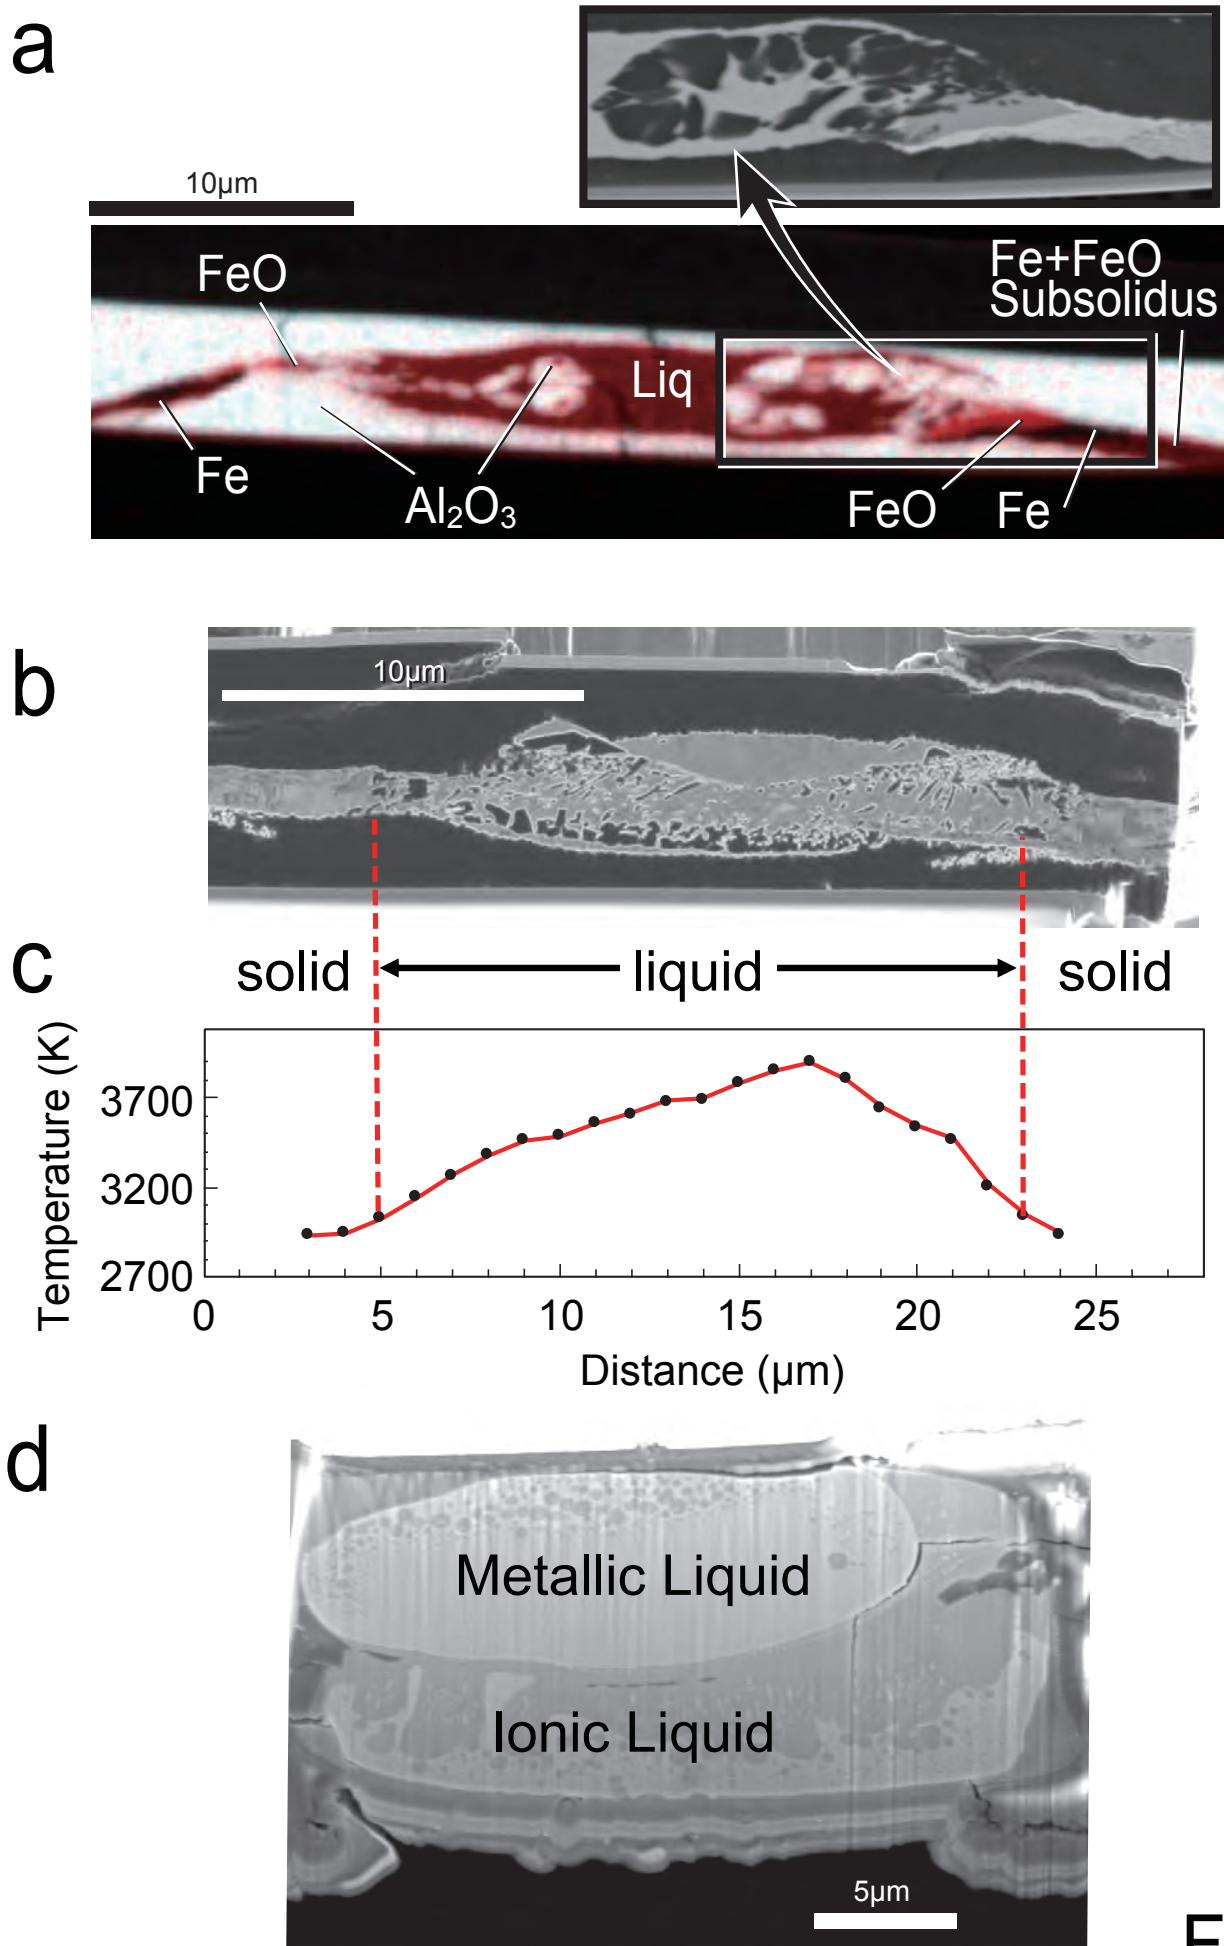 a
10µm
FeO
Fe+FeO
Subsolidus
Liq
Fe
Al₂O₃
FeO
Fe
b
10µm
c
solid
liquid
solid
Temperature (K)
3700
3200
2700
0
5
10
15
20
25
Distance (µm)
d
Metallic Liquid
Ionic Liquid
5µm